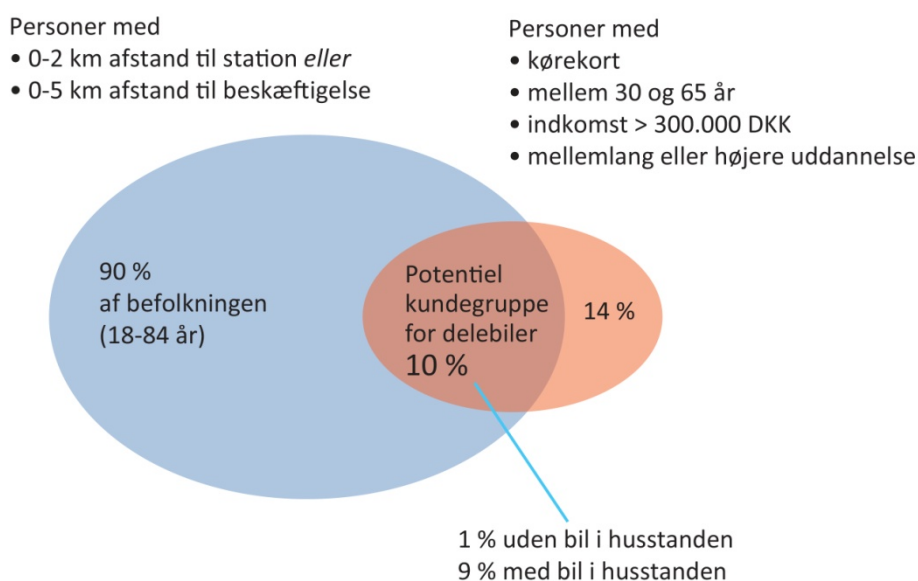 Personer med
• 0-2 km afstand til station eller
• 0-5 km afstand til beskæftigelse
Personer med
• kørekort
• mellem 30 og 65 år
• indkomst > 300.000 DKK
• mellemlang eller højere uddannelse
90 %
af befolkningen
(18-84 år)
Potentiel
kundegruppe
for delebiler
10 %
14 %
1 % uden bil i husstanden
9 % med bil i husstanden